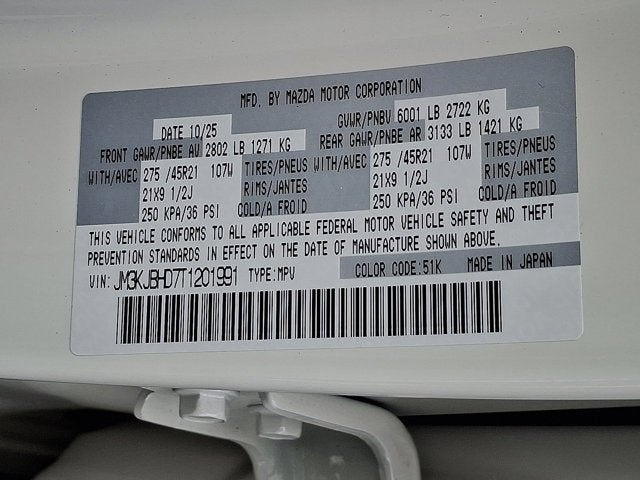 MFD. BY MAZDA MOTOR CORPORATION
DATE 10/25 GVWR/PNBV 6001 LB 2722 KG
FRONT GAWR/PNBE AV 2802 LB 1271 KG REAR GAWR/PNBE AR 3133 LB 1421 KG
WITH/AVEC 275 /45R21 107W TIRES/PNEUS WITH/AVEC 275 /45R21 107W TIRES/PNEUS
21X9 1/2J RIMS/JANTES 21X9 1/2J RIMS/JANTES
250 KPA/36 PSI COLD/A FROID 250 KPA/36 PSI COLD/A FROID
THIS VEHICLE CONFORMS TO ALL APPLICABLE FEDERAL MOTOR VEHICLE SAFETY AND THEFT
PREVENTION STANDARDS IN EFFECT ON THE DATE OF MANUFACTURE SHOWN ABOVE.
VIN: JM3KJBHD7T1201991 TYPE:MPV COLOR CODE:51K MADE IN JAPAN